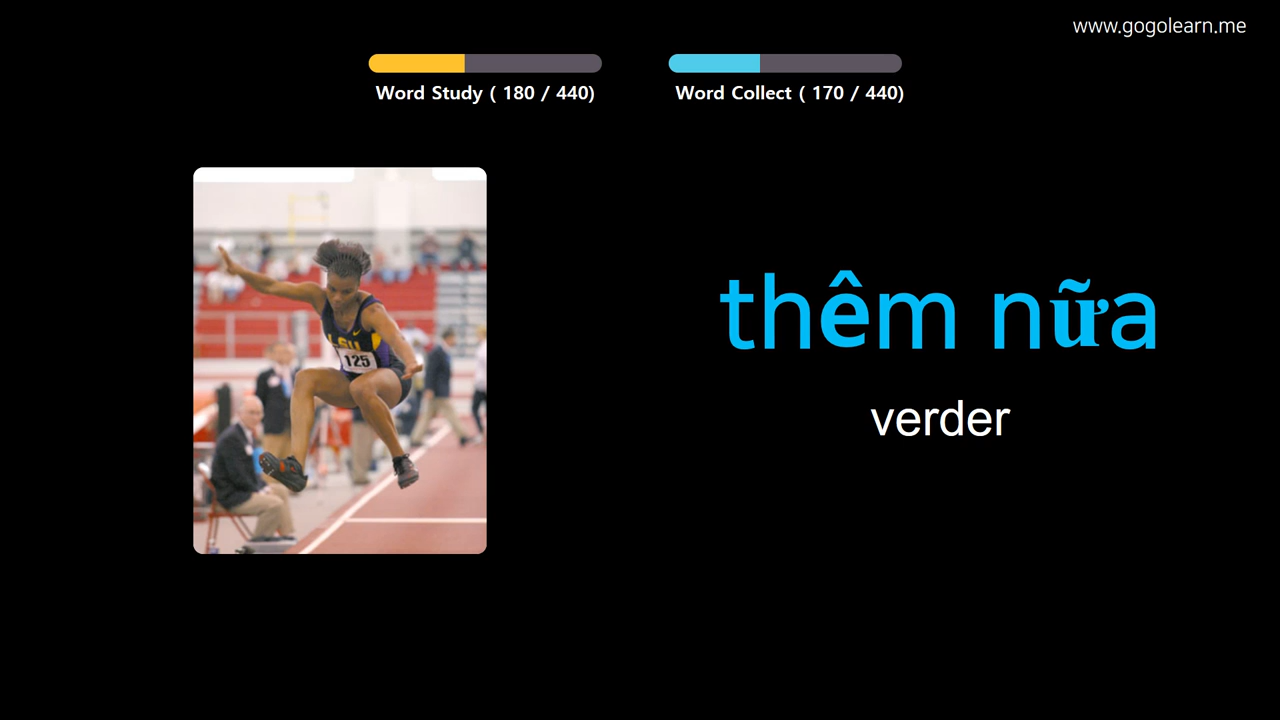 www.gogolearn.me
Word Study ( 180 / 440)
Word Collect ( 170 / 440)
LSU
125
thêm nữa
verder